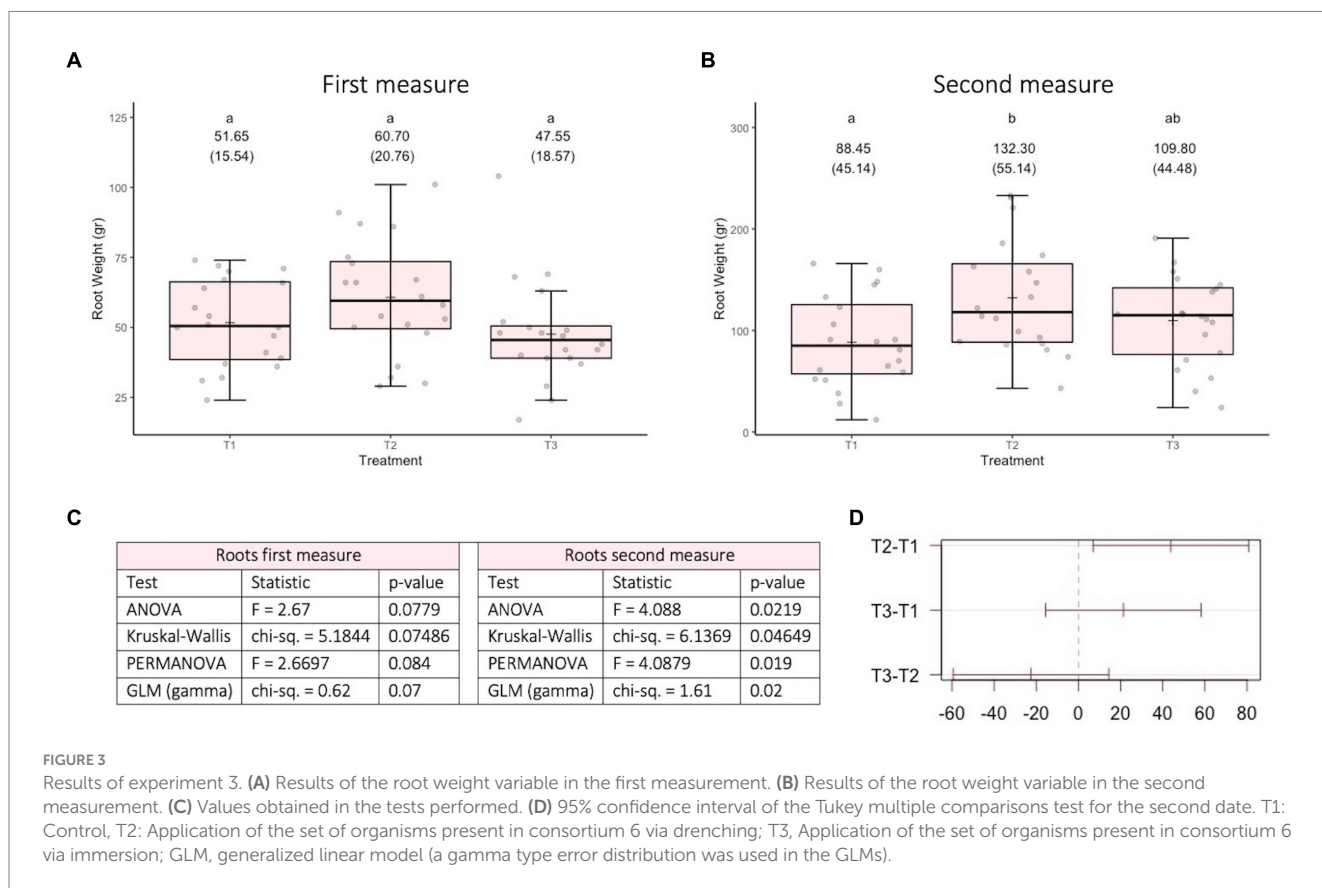 A
First measure
Root Weight (gr)
125
100
75
50
25
a
51.65
(15.54)
a
60.70
(20.76)
a
47.55
(18.57)
T1
T2
T3
Treatment
B
Second measure
Root Weight (gr)
300
200
100
0
a
88.45
(45.14)
b
132.30
(55.14)
ab
109.80
(44.48)
T1
T2
T3
Treatment
C
Roots first measure
Test Statistic p-value
ANOVA F = 2.67 0.0779
Kruskal-Wallis chi-sq. = 5.1844 0.07486
PERMANOVA F = 2.6697 0.084
GLM (gamma) chi-sq. = 0.62 0.07
Roots second measure
Test Statistic p-value
ANOVA F = 4.088 0.0219
Kruskal-Wallis chi-sq. = 6.1369 0.04649
PERMANOVA F = 4.0879 0.019
GLM (gamma) chi-sq. = 1.61 0.02
D
T2-T1
T3-T1
T3-T2
-60 -40 -20 0 20 40 60 80
FIGURE 3
Results of experiment 3. (A) Results of the root weight variable in the first measurement. (B) Results of the root weight variable in the second
measurement. (C) Values obtained in the tests performed. (D) 95% confidence interval of the Tukey multiple comparisons test for the second date. T1:
Control, T2: Application of the set of organisms present in consortium 6 via drenching; T3, Application of the set of organisms present in consortium 6
via immersion; GLM, generalized linear model (a gamma type error distribution was used in the GLMs).